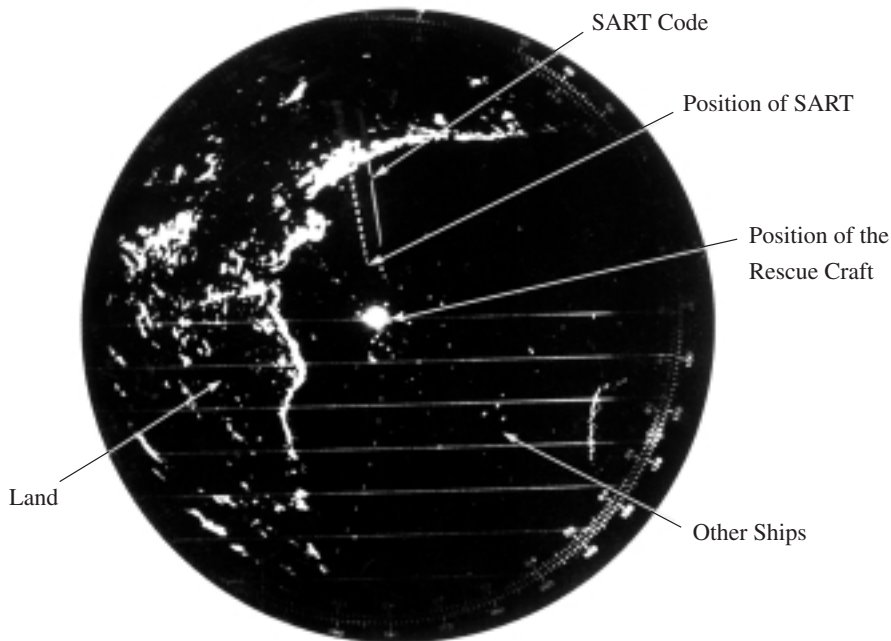 SART Code
Position of SART
Position of the
Rescue Craft
Land
Other Ships